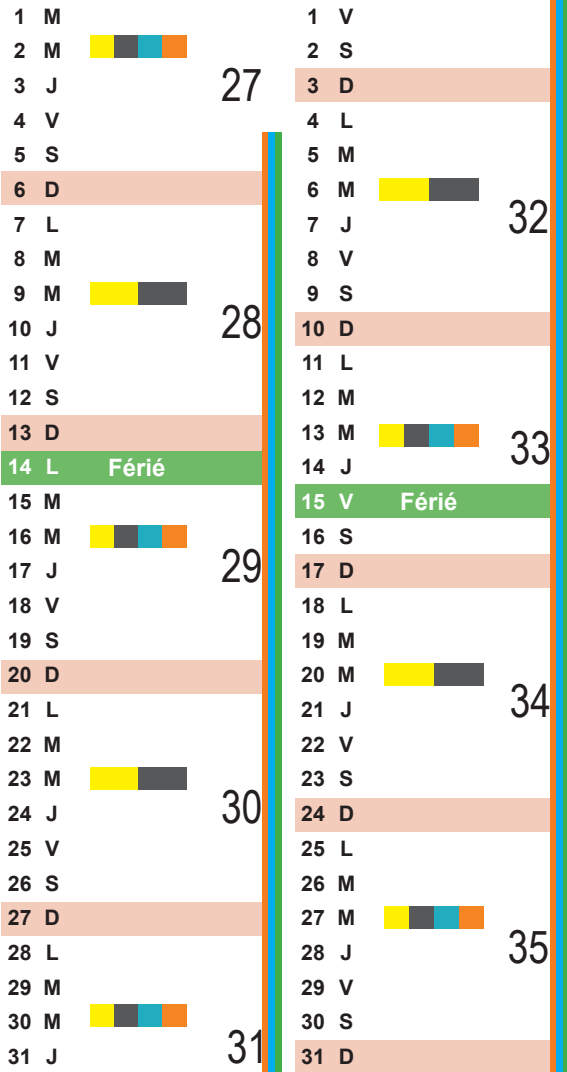 1 M
2 M
3 J
27
4 V
5 S
6 D
7 L
8 M
9 M
10 J
28
11 V
12 S
13 D
14 L Férié
15 M
16 M
17 J
29
18 V
19 S
20 D
21 L
22 M
23 M
24 J
30
25 V
26 S
27 D
28 L
29 M
30 M
31 J
31
1 V
2 S
3 D
4 L
5 M
6 M
7 J
32
8 V
9 S
10 D
11 L
12 M
13 M
14 J
33
15 V Férié
16 S
17 D
18 L
19 M
20 M
21 J
34
22 V
23 S
24 D
25 L
26 M
27 M
28 J
35
29 V
30 S
31 D